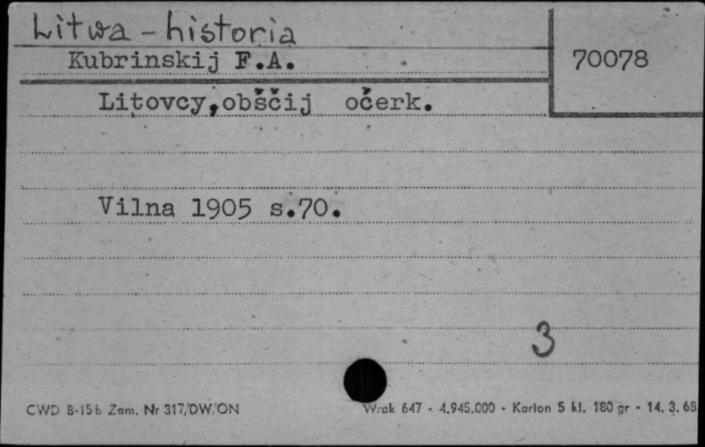 Litwa - historia
Kubrinskij F.A.
70078
Litovcy, obščij očerk.
Vilna 1905 s.70.
3
CWD B-15b Zam. Nr 317/DW/ON
Wrak 647 - 4.945.000 - Karton 5 kl. 180 gr - 14. 3. 68